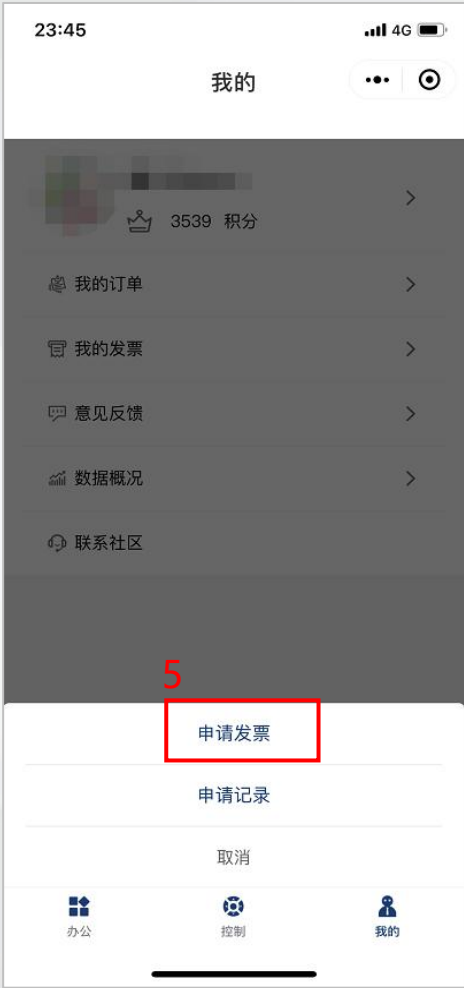 23:45
4G
我的
3539 积分
我的订单
我的发票
意见反馈
数据概况
联系社区
5
申请发票
申请记录
取消
办公
控制
我的